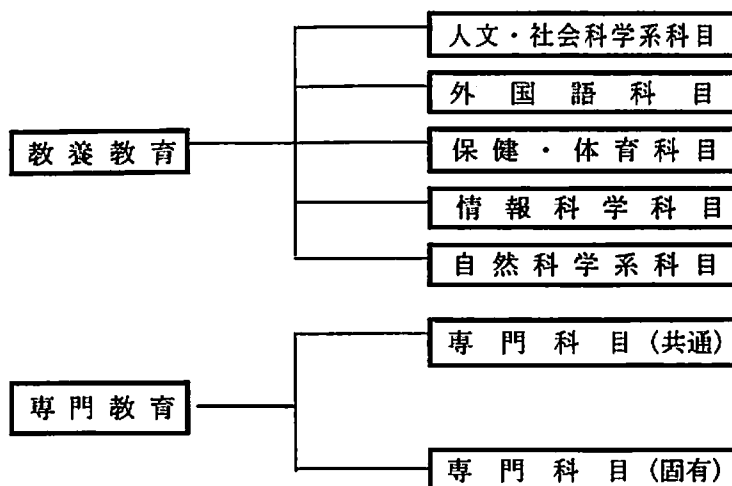 人文・社会科学系科目
外国語科目
教養教育
保健・体育科目
情報科学科目
自然科学系科目
専門科目(共通)
専門教育
専門科目(固有)